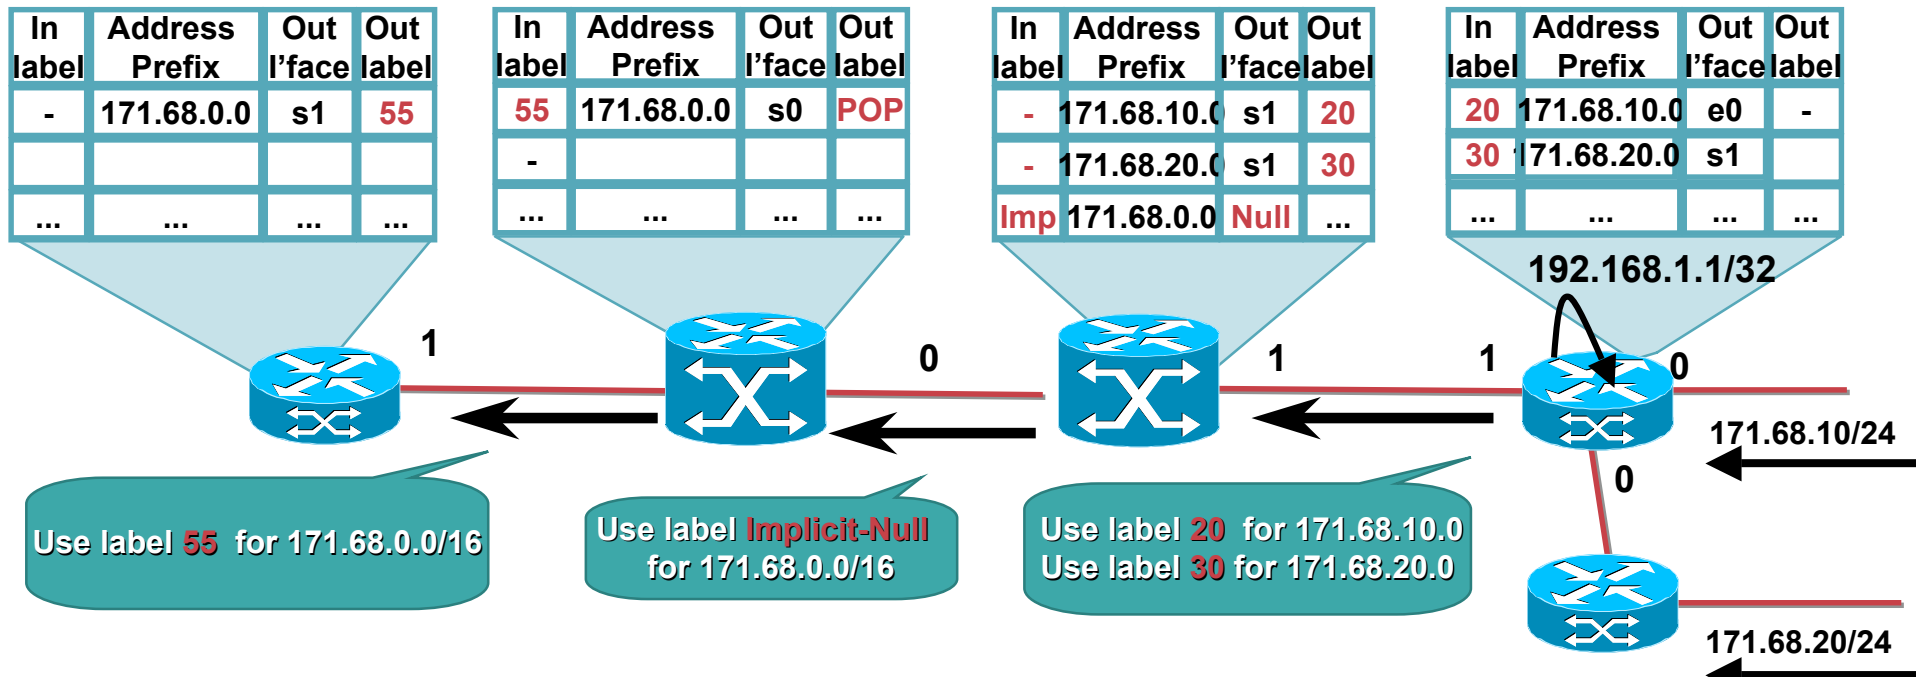 In label Address Prefix Out I'face Out label
- 171.68.0.0 s1 55
... ... ... ...
In label Address Prefix Out I'face Out label
55 171.68.0.0 s0 POP
-
... ... ... ...
In label Address Prefix Out I'face Out label
- 171.68.10.0 s1 20
- 171.68.20.0 s1 30
Imp 171.68.0.0 Null ...
In label Address Prefix Out I'face Out label
20 171.68.10.0 e0 -
30 171.68.20.0 s1
... ... ... ...
192.168.1.1/32
1
0
1
1
0
171.68.10/24
0
Use label 55 for 171.68.0.0/16
Use label Implicit-Null
for 171.68.0.0/16
Use label 20 for 171.68.10.0
Use label 30 for 171.68.20.0
171.68.20/24